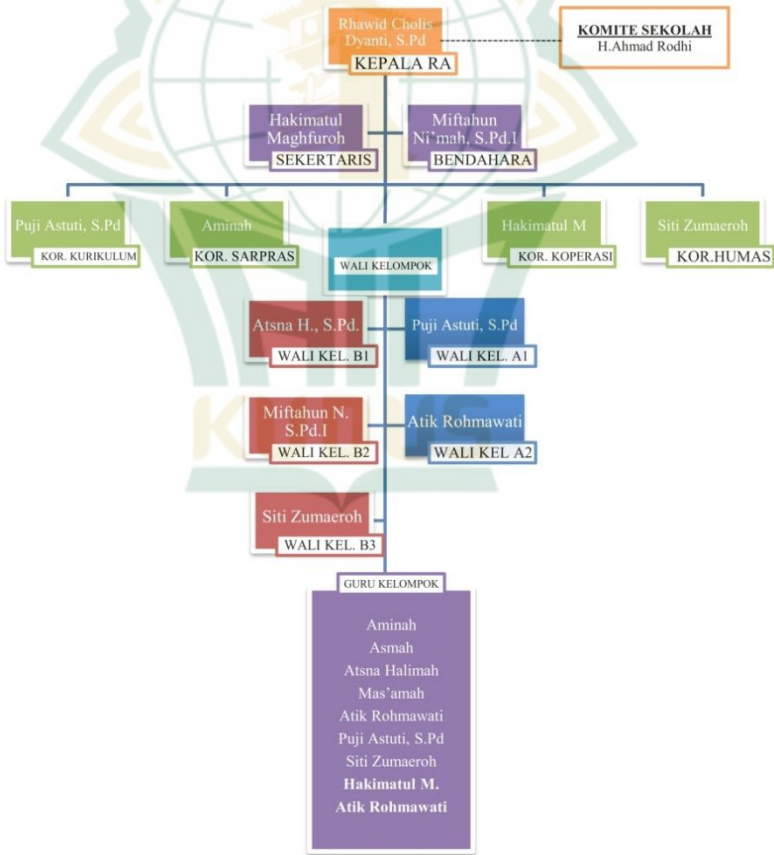 Rhawid Cholis
Dyanti, S.Pd
KEPALA RA
KOMITE SEKOLAH
H.Ahmad Rodhi
Hakimatul
Maghfuroh
SEKERTARIS
Miftahun
Ni'mah, S.Pd.I
BENDAHARA
Puji Astuti, S.Pd
KOR. KURIKULUM
Aminah
KOR. SARPRAS
WALI KELOMPOK
Hakimatul M
KOR. KOPERASI
Siti Zumaeroh
KOR.HUMAS
Atsna H., S.Pd.
WALI KEL. B1
Puji Astuti, S.Pd
WALI KEL. A1
Miftahun N.
S.Pd.I
WALI KEL. B2
Atik Rohmawati
WALI KEL A2
Siti Zumaeroh
WALI KEL. B3
GURU KELOMPOK
Aminah
Asmah
Atsna Halimah
Mas'amah
Atik Rohmawati
Puji Astuti, S.Pd
Siti Zumaeroh
Hakimatul M.
Atik Rohmawati